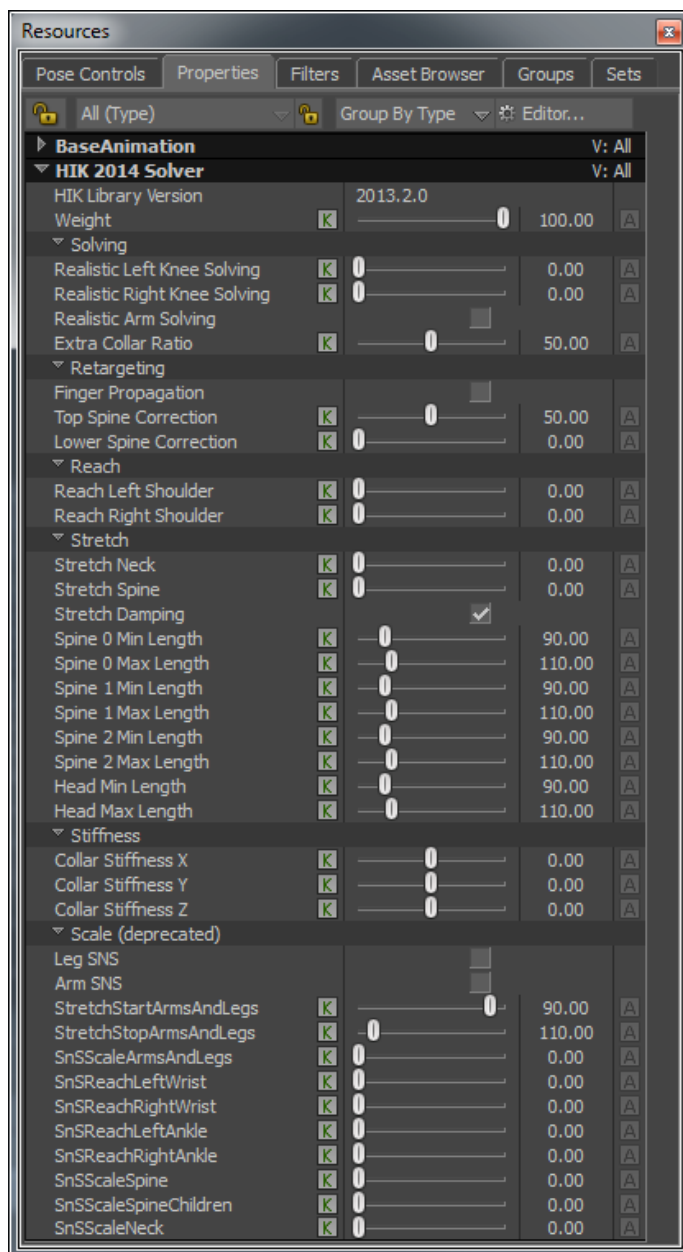 Resources
Pose Controls Properties Filters Asset Browser Groups Sets
All (Type) Group By Type Editor...
BaseAnimation V: All
HIK 2014 Solver V: All
HIK Library Version 2013.2.0
Weight K 100.00 A
Solving
Realistic Left Knee Solving K 0.00 A
Realistic Right Knee Solving K 0.00 A
Realistic Arm Solving
Extra Collar Ratio K 50.00 A
Retargeting
Finger Propagation
Top Spine Correction K 50.00 A
Lower Spine Correction K 0.00 A
Reach
Reach Left Shoulder K 0.00 A
Reach Right Shoulder K 0.00 A
Stretch
Stretch Neck K 0.00 A
Stretch Spine K 0.00 A
Stretch Damping
Spine 0 Min Length K 90.00 A
Spine 0 Max Length K 110.00 A
Spine 1 Min Length K 90.00 A
Spine 1 Max Length K 110.00 A
Spine 2 Min Length K 90.00 A
Spine 2 Max Length K 110.00 A
Head Min Length K 90.00 A
Head Max Length K 110.00 A
Stiffness
Collar Stiffness X K 0.00 A
Collar Stiffness Y K 0.00 A
Collar Stiffness Z K 0.00 A
Scale (deprecated)
Leg SNS
Arm SNS
StretchStartArmsAndLegs K 90.00 A
StretchStopArmsAndLegs K 110.00 A
SnSScaleArmsAndLegs K 0.00 A
SnSReachLeftWrist K 0.00 A
SnSReachRightWrist K 0.00 A
SnSReachLeftAnkle K 0.00 A
SnSReachRightAnkle K 0.00 A
SnSScaleSpine K 0.00 A
SnSScaleSpineChildren K 0.00 A
SnSScaleNeck K 0.00 A